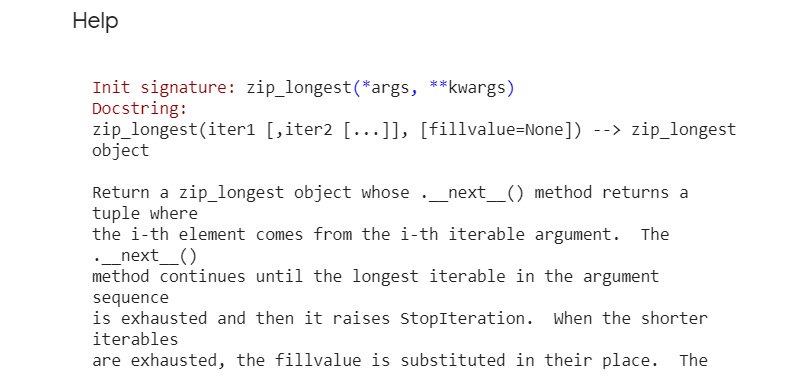 Help
Init signature: zip_longest(*args, **kwargs)
Docstring:
zip_longest(iter1 [,iter2 [...]], [fillvalue=None]) --> zip_longest
object
Return a zip_longest object whose .__next__() method returns a
tuple where
the i-th element comes from the i-th iterable argument.  The
.__next__()
method continues until the longest iterable in the argument
sequence
is exhausted and then it raises StopIteration.  When the shorter
iterables
are exhausted, the fillvalue is substituted in their place.  The